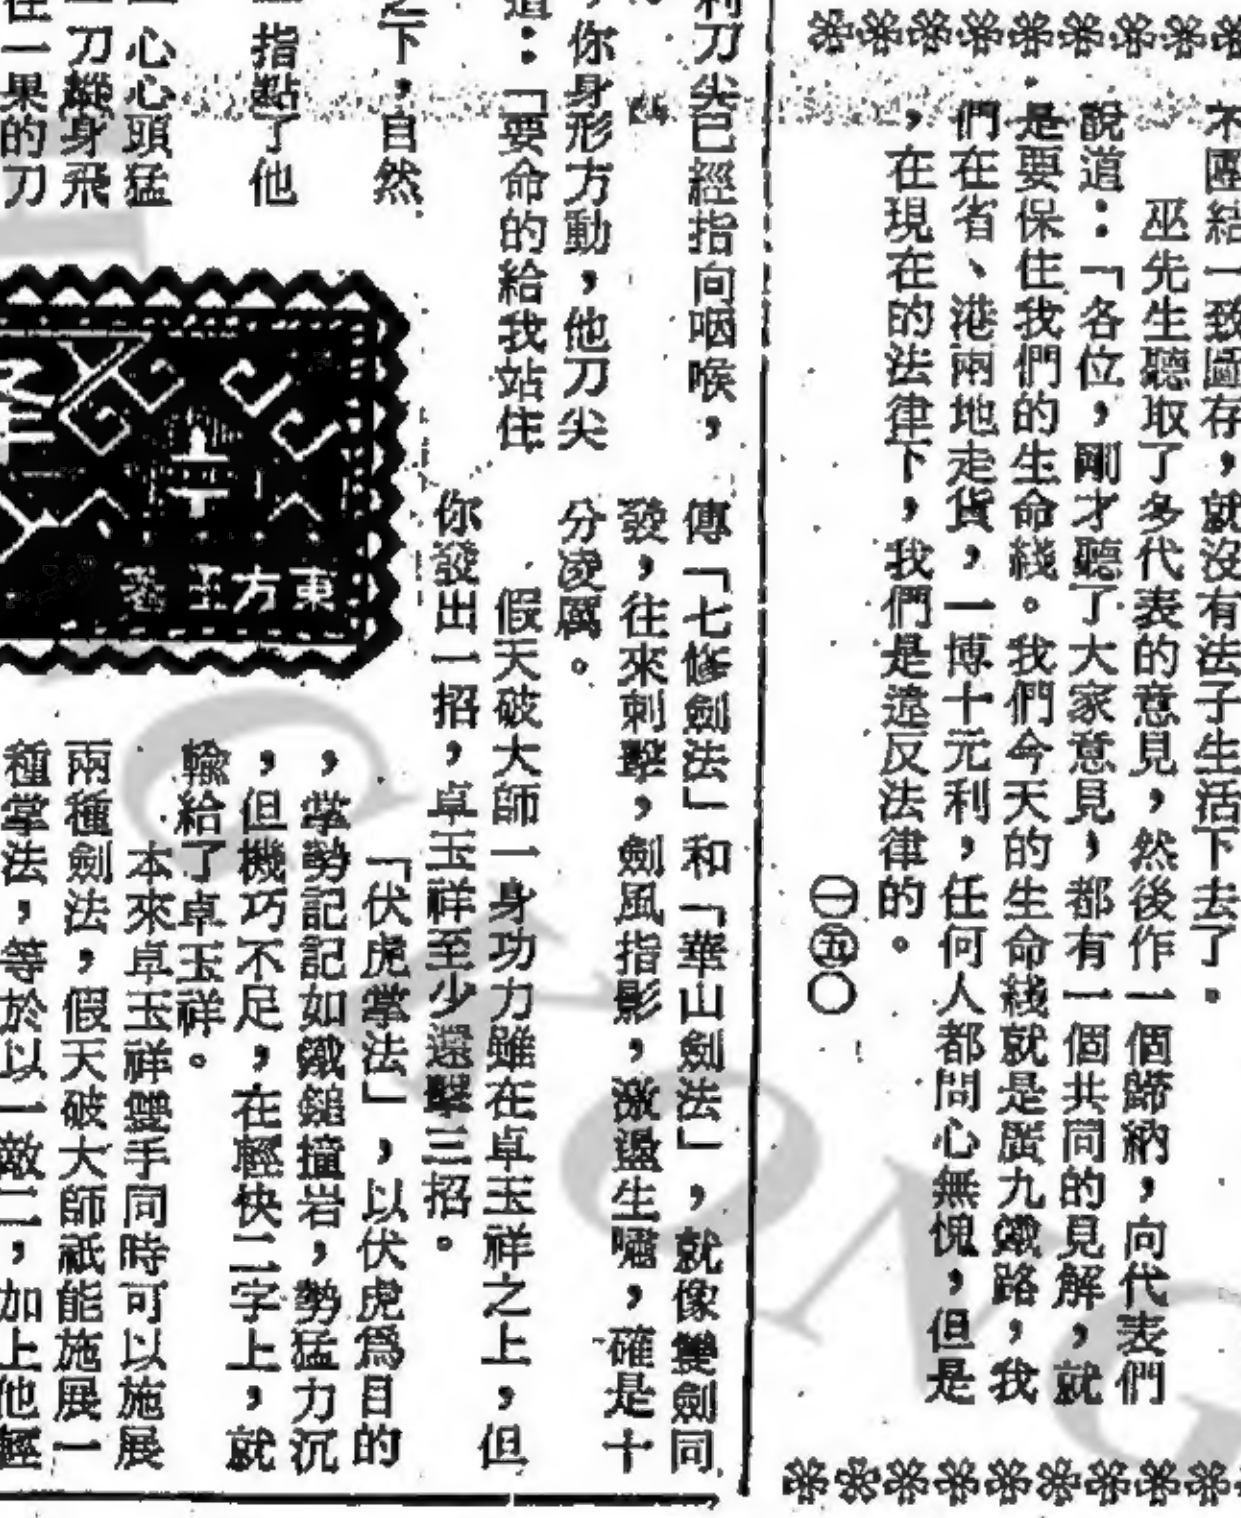 不團結一致圖存，就沒有法子生活下去了。
巫先生聽取了多代表的意見，然後作一個歸納，向代表們
說道：「各位，剛才聽了大家意見，都有一個共同的見解，就
是要保住我們的生命綫。我們今天的生命綫就是廣九鐵路，我
們在省、港兩地走貨，一博十元利，任何人都問心無愧，但是
，在現在的法律下，我們是違反法律的。
㊀㊄〇
利刀尖已經指向咽喉，
，你身形方動，他刀尖
道：「要命的給我站住
之下，自然
指點了他
心心頭猛
一刀縱身飛
在一果的刀
東方玉著
傳「七修劍法」和「華山劍法」，就像雙劍同
發，往來刺擊，劍風指影，激盪生嘯，確是十
分凌厲。
假天破大師一身功力雖在卓玉祥之上，但
你發出一招，卓玉祥至少還擊三招。
「伏虎掌法」，以伏虎爲目的
，掌勢記記如鐵鎚撞岩，勢猛力沉
，但機巧不足，在輕快二字上，就
輸給了卓玉祥。
本來卓玉祥雙手同時可以施展
兩種劍法，假天破大師祇能施展一
種掌法，等於以一敵二，加上他輕